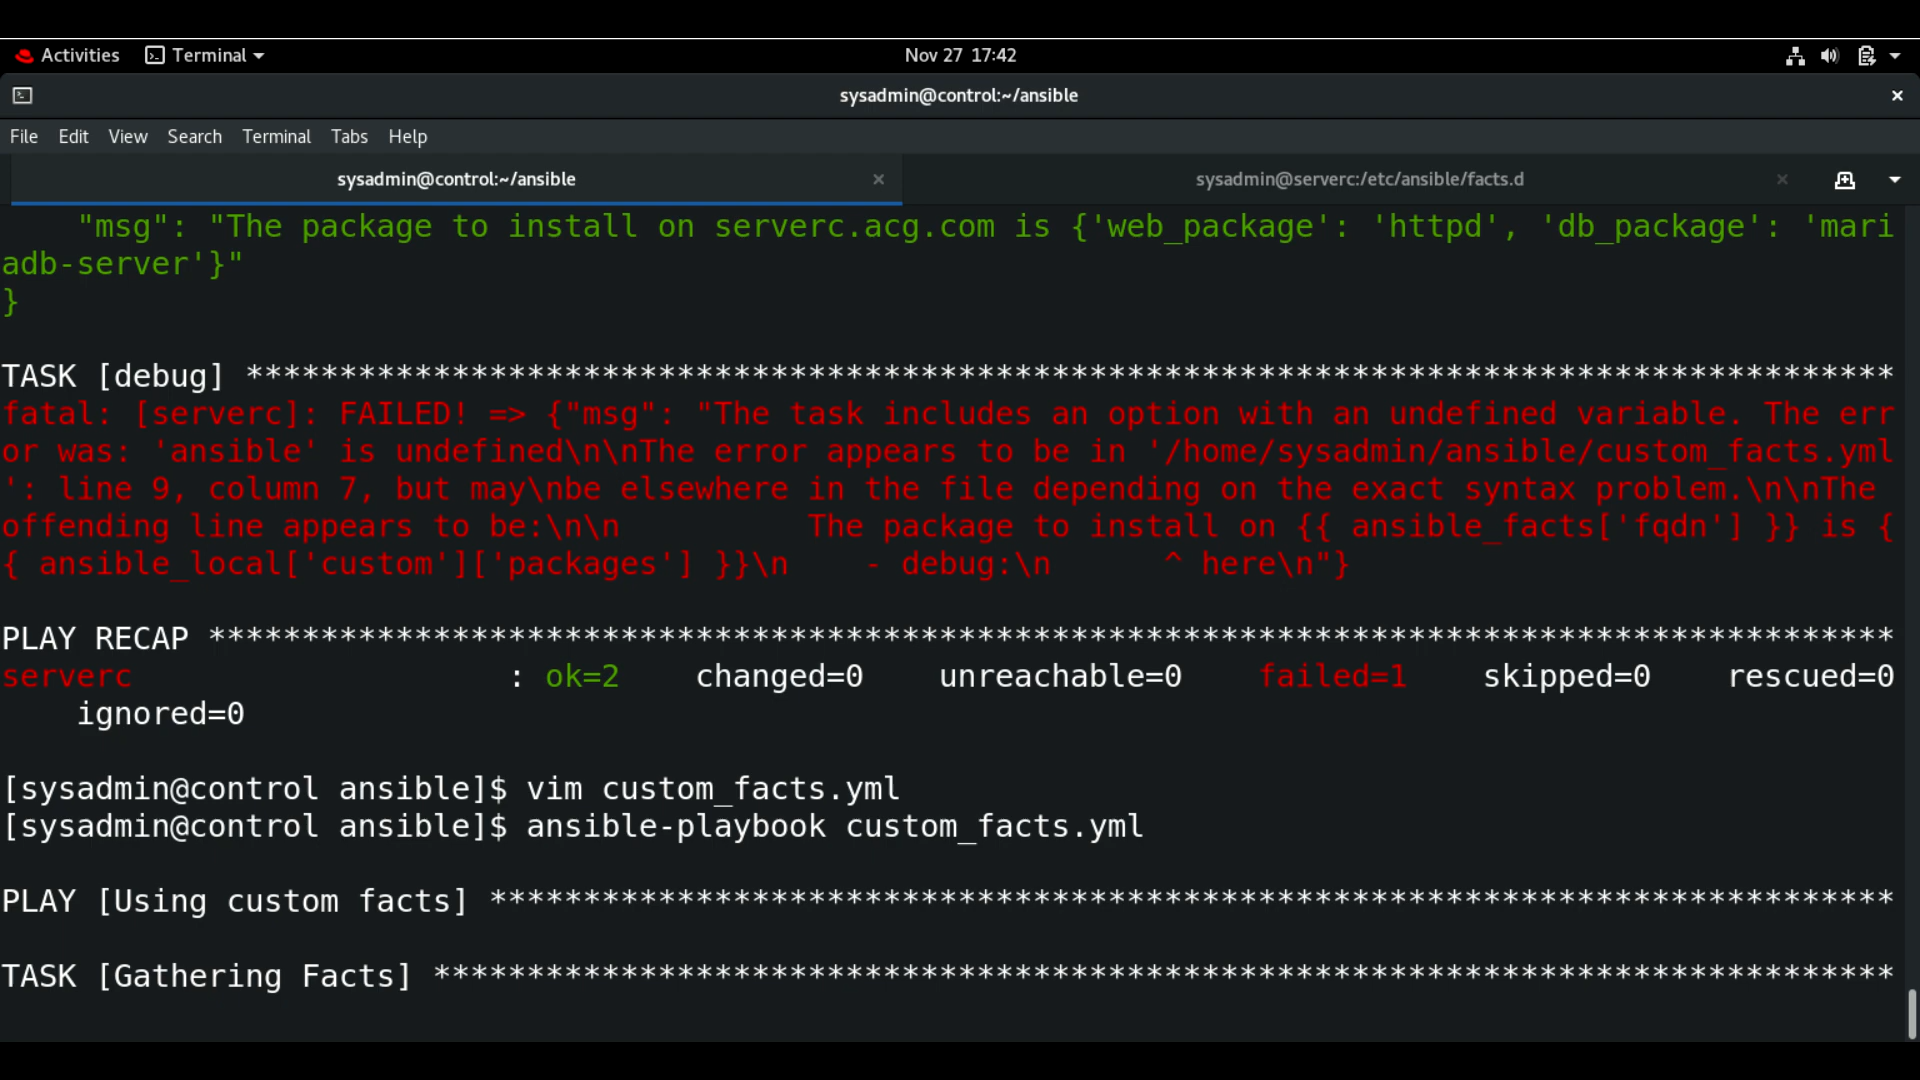 Activities Terminal Nov 27 17:42
sysadmin@control:~/ansible
File Edit View Search Terminal Tabs Help
sysadmin@control:~/ansible sysadmin@serverc:/etc/ansible/facts.d
"msg": "The package to install on serverc.acg.com is {'web_package': 'httpd', 'db_package': 'mari
adb-server'}"
}
TASK [debug] ****************************************************************************************
fatal: [serverc]: FAILED! => {"msg": "The task includes an option with an undefined variable. The err
or was: 'ansible' is undefined\n\nThe error appears to be in '/home/sysadmin/ansible/custom_facts.yml
': line 9, column 7, but may\nbe elsewhere in the file depending on the exact syntax problem.\n\nThe
offending line appears to be:\n\n          The package to install on {{ ansible_facts['fqdn'] }} is {
{ ansible_local['custom']['packages'] }}\n    - debug:\n      ^ here\n"}
PLAY RECAP ******************************************************************************************
serverc                    : ok=2    changed=0    unreachable=0    failed=1    skipped=0    rescued=0
    ignored=0
[sysadmin@control ansible]$ vim custom_facts.yml
[sysadmin@control ansible]$ ansible-playbook custom_facts.yml
PLAY [Using custom facts] ***************************************************************************
TASK [Gathering Facts] ******************************************************************************